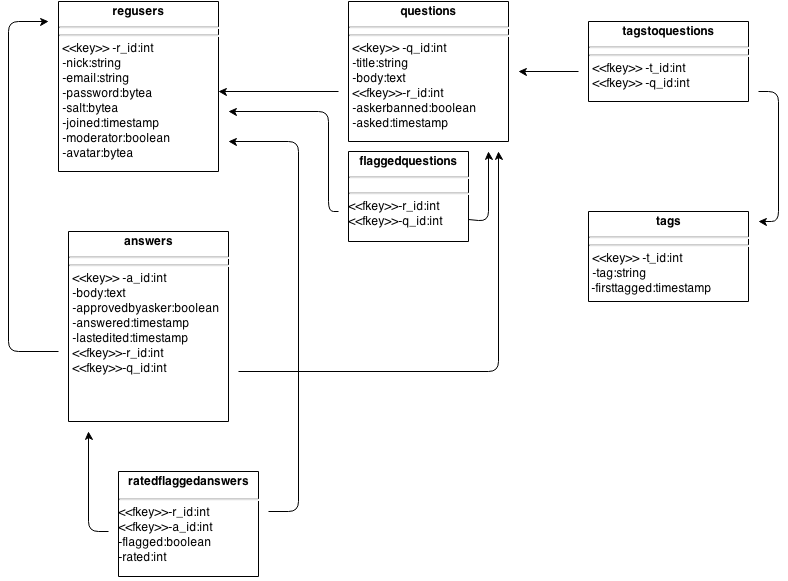 regusers
<<key>> -r_id:int
-nick:string
-email:string
-password:bytea
-salt:bytea
-joined:timestamp
-moderator:boolean
-avatar:bytea
questions
<<key>> -q_id:int
-title:string
-body:text
<<fkey>>-r_id:int
-askerbanned:boolean
-asked:timestamp
tagstoquestions
<<fkey>> -t_id:int
<<fkey>> -q_id:int
flaggedquestions
<<fkey>>-r_id:int
<<fkey>>-q_id:int
tags
<<key>> -t_id:int
-tag:string
-firsttagged:timestamp
answers
<<key>> -a_id:int
-body:text
-approvedbyasker:boolean
-answered:timestamp
-lastedited:timestamp
<<fkey>>-r_id:int
<<fkey>>-q_id:int
ratedflaggedanswers
<<fkey>>-r_id:int
<<fkey>>-a_id:int
-flagged:boolean
-rated:int